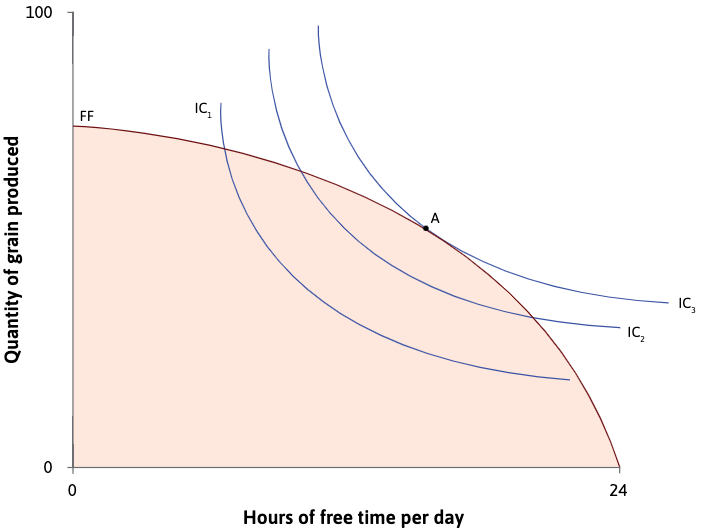 100
FF
IC1
A
IC3
IC2
Quantity of grain produced
0
0
24
Hours of free time per day